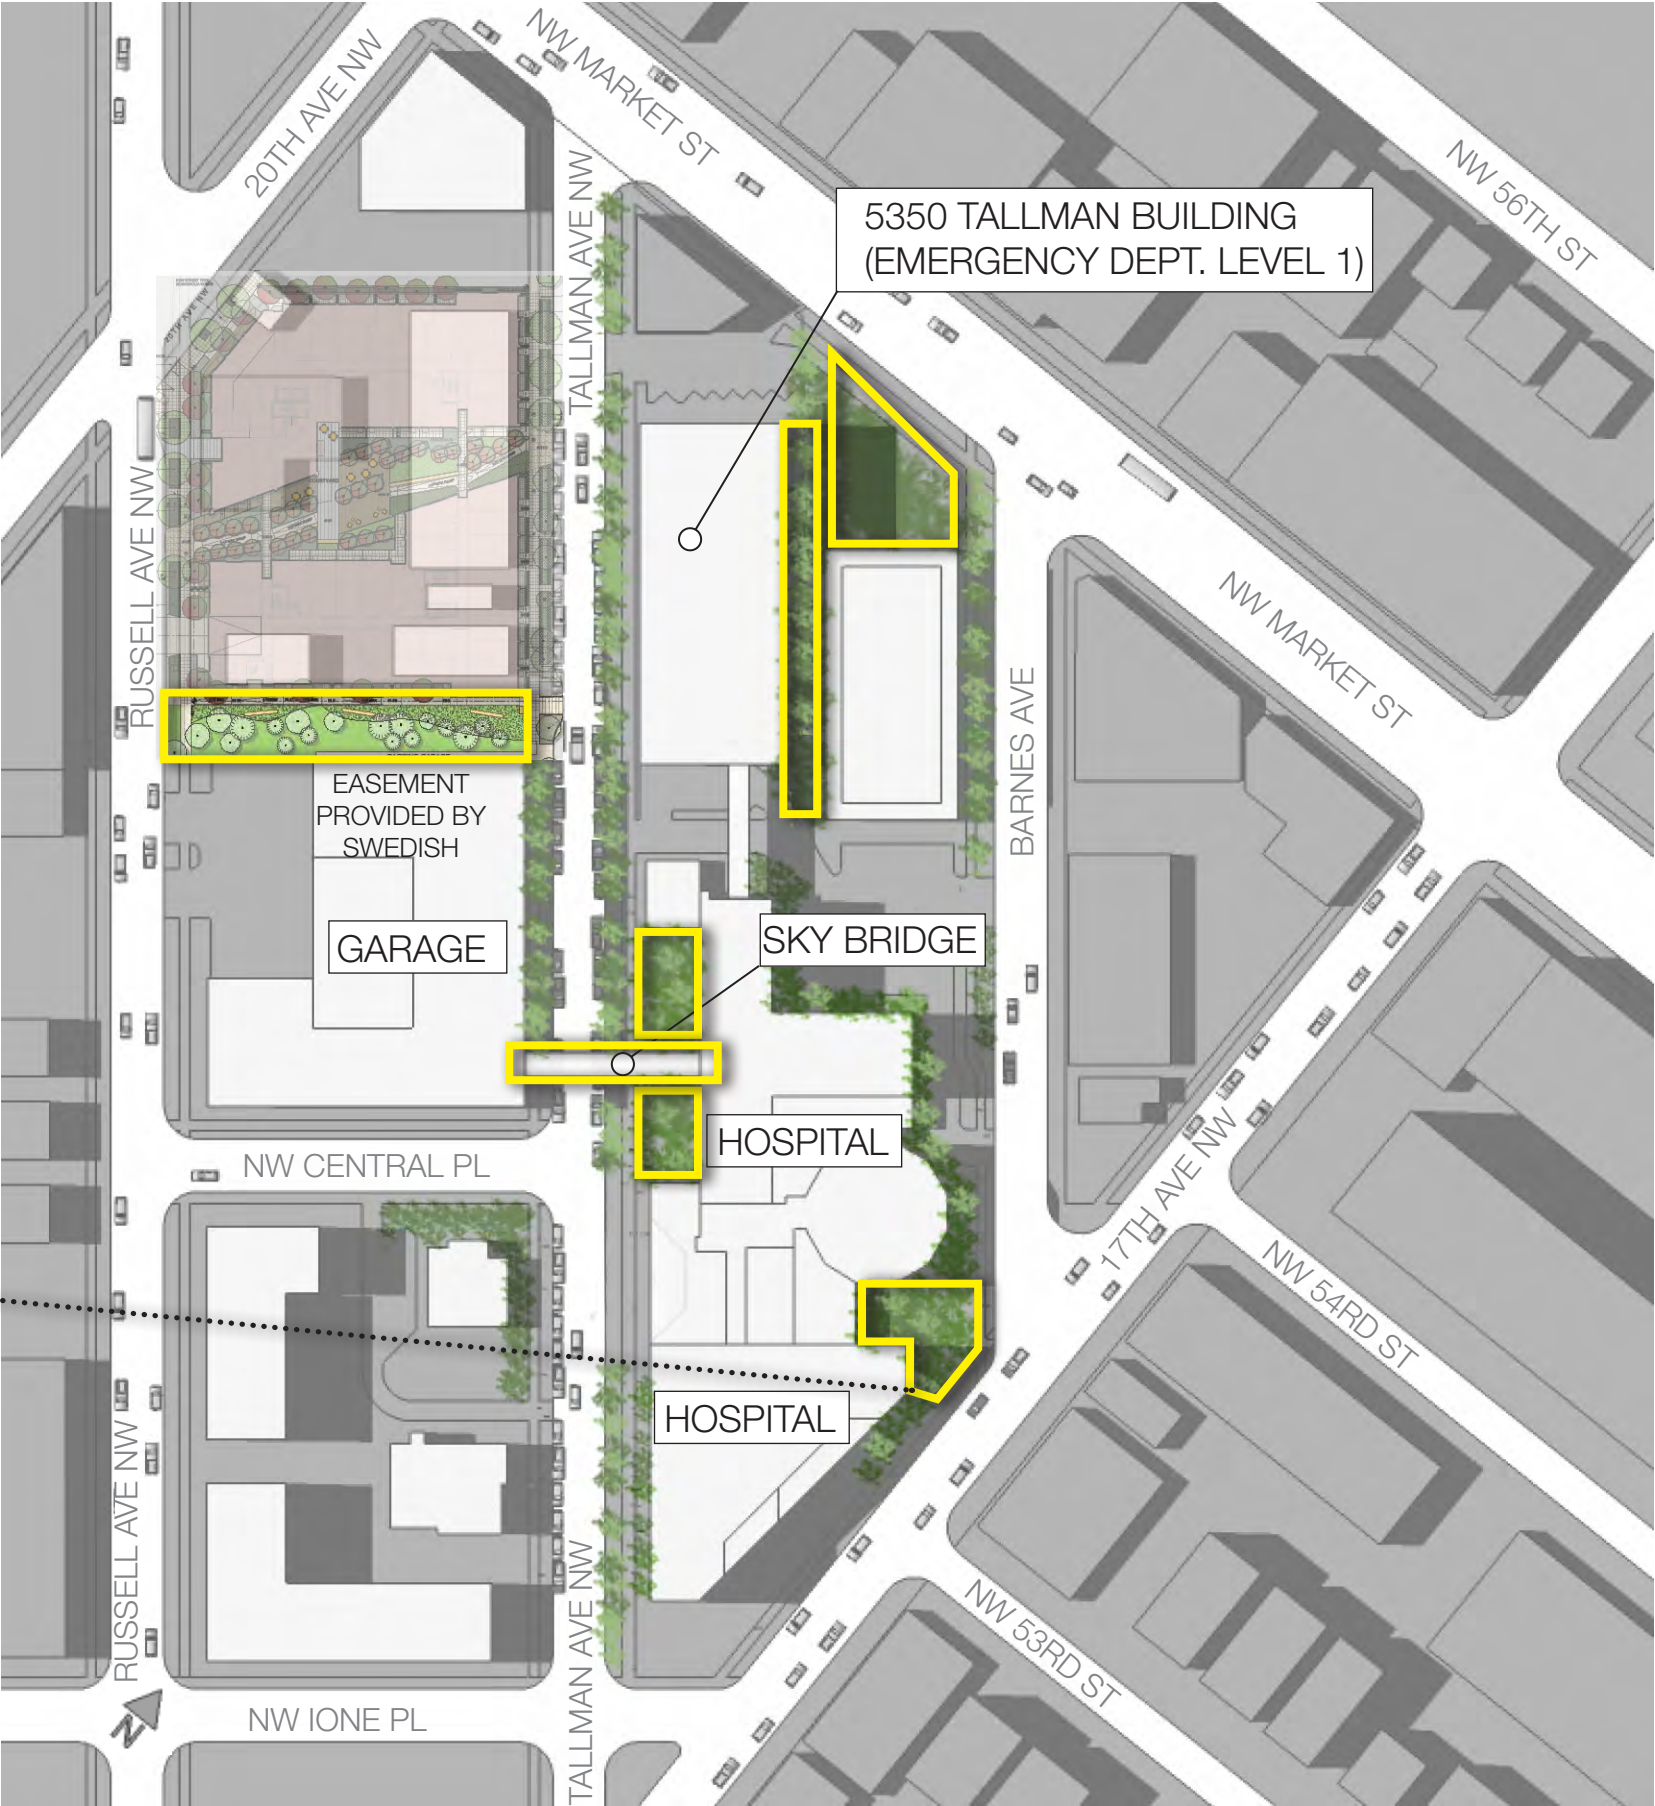 NW MARKET ST
20TH AVE NW
NW 56TH ST
TALLMAN AVE NW
5350 TALLMAN BUILDING
(EMERGENCY DEPT. LEVEL 1)
20TH AVE NW
RUSSELL AVE NW
NW MARKET ST
BARNES AVE
EASEMENT
PROVIDED BY
SWEDISH
GARAGE
SKY BRIDGE
HOSPITAL
NW CENTRAL PL
17TH AVE NW
NW 54RD ST
HOSPITAL
RUSSELL AVE NW
TALLMAN AVE NW
NW 53RD ST
N
NW IONE PL